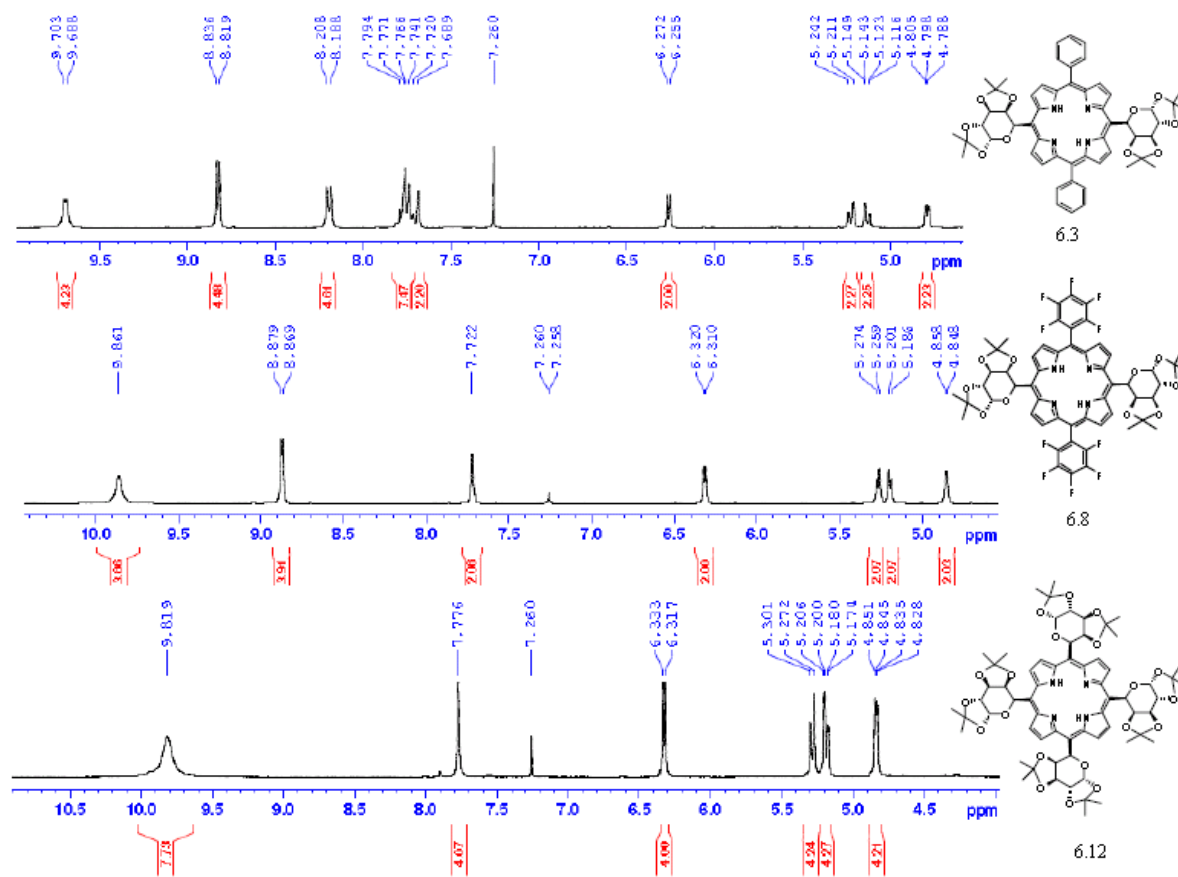 9.703
9.688
8.836
8.819
8.208
8.188
7.794
7.771
7.766
7.741
7.720
7.689
7.260
6.272
6.255
5.242
5.211
5.149
5.143
5.123
5.116
4.805
4.798
4.788
NH N
N HN
O O O O O
O O O O O
9.5 9.0 8.5 8.0 7.5 7.0 6.5 6.0 5.5 5.0 ppm
6.3
4.23 4.48 4.61 7.47 2.20 2.00 2.27 2.25 2.23
9.861
8.879
8.869
7.722
7.260
7.258
6.320
6.310
5.274
5.259
5.201
5.186
4.858
4.848
F F F F F
NH N
N HN
O O O O O
O O O O O
F F F F F
10.0 9.5 9.0 8.5 8.0 7.5 7.0 6.5 6.0 5.5 5.0 ppm
6.8
3.86 3.91 2.08 2.00 2.07 2.07 2.03
9.819
7.776
7.260
6.333
6.317
5.301
5.272
5.206
5.200
5.180
5.174
4.851
4.845
4.835
4.828
O O O O O
NH N
N HN
O O O O O
O O O O O
O O O O O
10.5 10.0 9.5 9.0 8.5 8.0 7.5 7.0 6.5 6.0 5.5 5.0 4.5 ppm
6.12
7.73 4.07 4.00 4.24 4.27 4.21